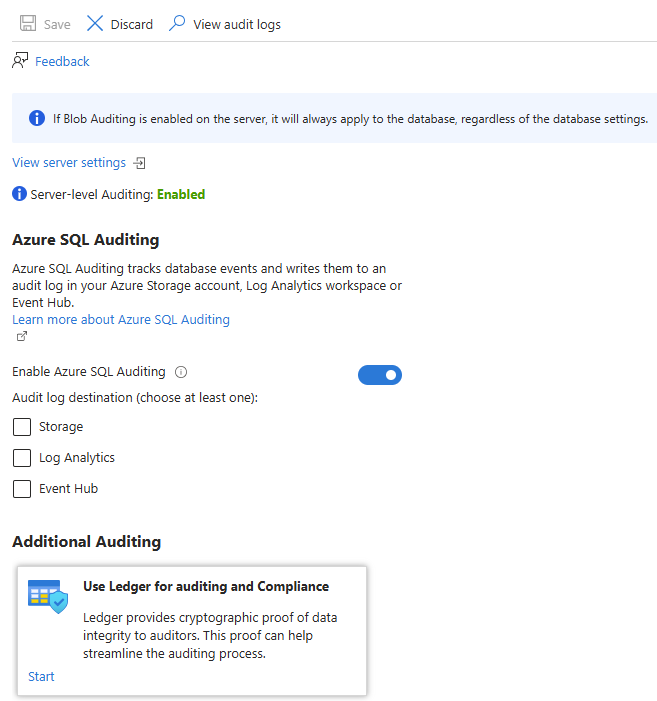 Save Discard View audit logs
Feedback
If Blob Auditing is enabled on the server, it will always apply to the database, regardless of the database settings.
View server settings
Server-level Auditing: Enabled
Azure SQL Auditing
Azure SQL Auditing tracks database events and writes them to an
audit log in your Azure Storage account, Log Analytics workspace or
Event Hub.
Learn more about Azure SQL Auditing
Enable Azure SQL Auditing
Audit log destination (choose at least one):
Storage
Log Analytics
Event Hub
Additional Auditing
Use Ledger for auditing and Compliance
Ledger provides cryptographic proof of data
integrity to auditors. This proof can help
streamline the auditing process.
Start